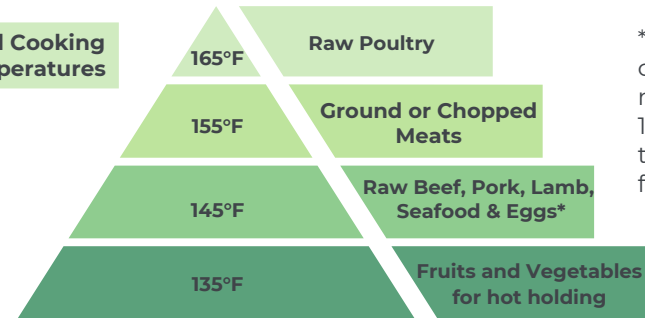 Cooking
165°F
Raw Poultry
155°F
Ground or Chopped
Meats
145°F
Raw Beef, Pork, Lamb,
Seafood & Eggs*
135°F
Fruits and Vegetables
for hot holding